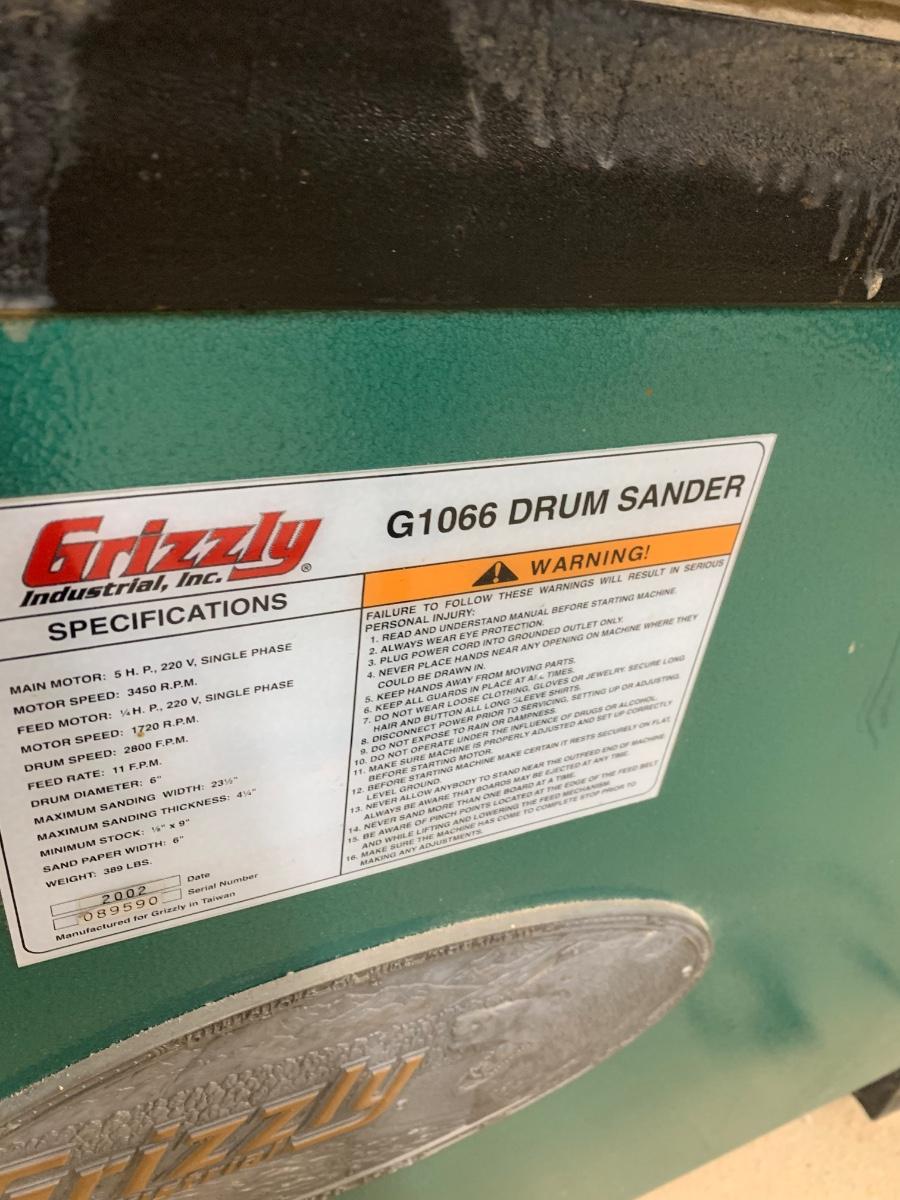 Grizzly
Industrial, Inc.®
G1066 DRUM SANDER
SPECIFICATIONS
MAIN MOTOR: 5 H. P., 220 V, SINGLE PHASE
MOTOR SPEED: 3450 R.P.M.
FEED MOTOR: ¼ H. P., 220 V, SINGLE PHASE
MOTOR SPEED: 1720 R.P.M.
DRUM SPEED: 2800 F.P.M.
FEED RATE: 11 F.P.M.
DRUM DIAMETER: 6"
MAXIMUM SANDING WIDTH: 23½"
MAXIMUM SANDING THICKNESS: 4¼"
MINIMUM STOCK: ⅛" x 9"
SAND PAPER WIDTH: 6"
WEIGHT: 389 LBS.
2002 Date
089590 Serial Number
Manufactured for Grizzly in Taiwan
WARNING!
FAILURE TO FOLLOW THESE WARNINGS WILL RESULT IN SERIOUS
PERSONAL INJURY:
1. READ AND UNDERSTAND MANUAL BEFORE STARTING MACHINE.
2. ALWAYS WEAR EYE PROTECTION.
3. PLUG POWER CORD INTO GROUNDED OUTLET ONLY.
4. NEVER PLACE HANDS NEAR ANY OPENING ON MACHINE WHERE THEY
COULD BE DRAWN IN.
5. KEEP HANDS AWAY FROM MOVING PARTS.
6. KEEP ALL GUARDS IN PLACE AT ALL TIMES.
7. DO NOT WEAR LOOSE CLOTHING, GLOVES OR JEWELRY. SECURE LONG
HAIR AND BUTTON ALL LONG SLEEVE SHIRTS.
8. DISCONNECT POWER PRIOR TO SERVICING, SETTING UP OR ADJUSTING.
9. DO NOT EXPOSE TO RAIN OR DAMPNESS.
10. DO NOT OPERATE UNDER THE INFLUENCE OF DRUGS OR ALCOHOL.
11. MAKE SURE MACHINE IS PROPERLY ADJUSTED AND SET UP CORRECTLY
BEFORE STARTING MOTOR.
12. BEFORE STARTING MACHINE MAKE CERTAIN IT RESTS SECURELY ON FLAT,
LEVEL GROUND.
13. NEVER ALLOW ANYBODY TO STAND NEAR THE OUTFEED END OF MACHINE.
ALWAYS BE AWARE THAT BOARDS MAY BE EJECTED AT ANY TIME.
14. NEVER SAND MORE THAN ONE BOARD AT A TIME.
15. BE AWARE OF PINCH POINTS LOCATED AT THE EDGE OF THE FEED BELT
AND WHILE LIFTING AND LOWERING THE FEED MECHANISM.
16. MAKE SURE THE MACHINE HAS COME TO COMPLETE STOP PRIOR TO
MAKING ANY ADJUSTMENTS.
Grizzly
Industrial